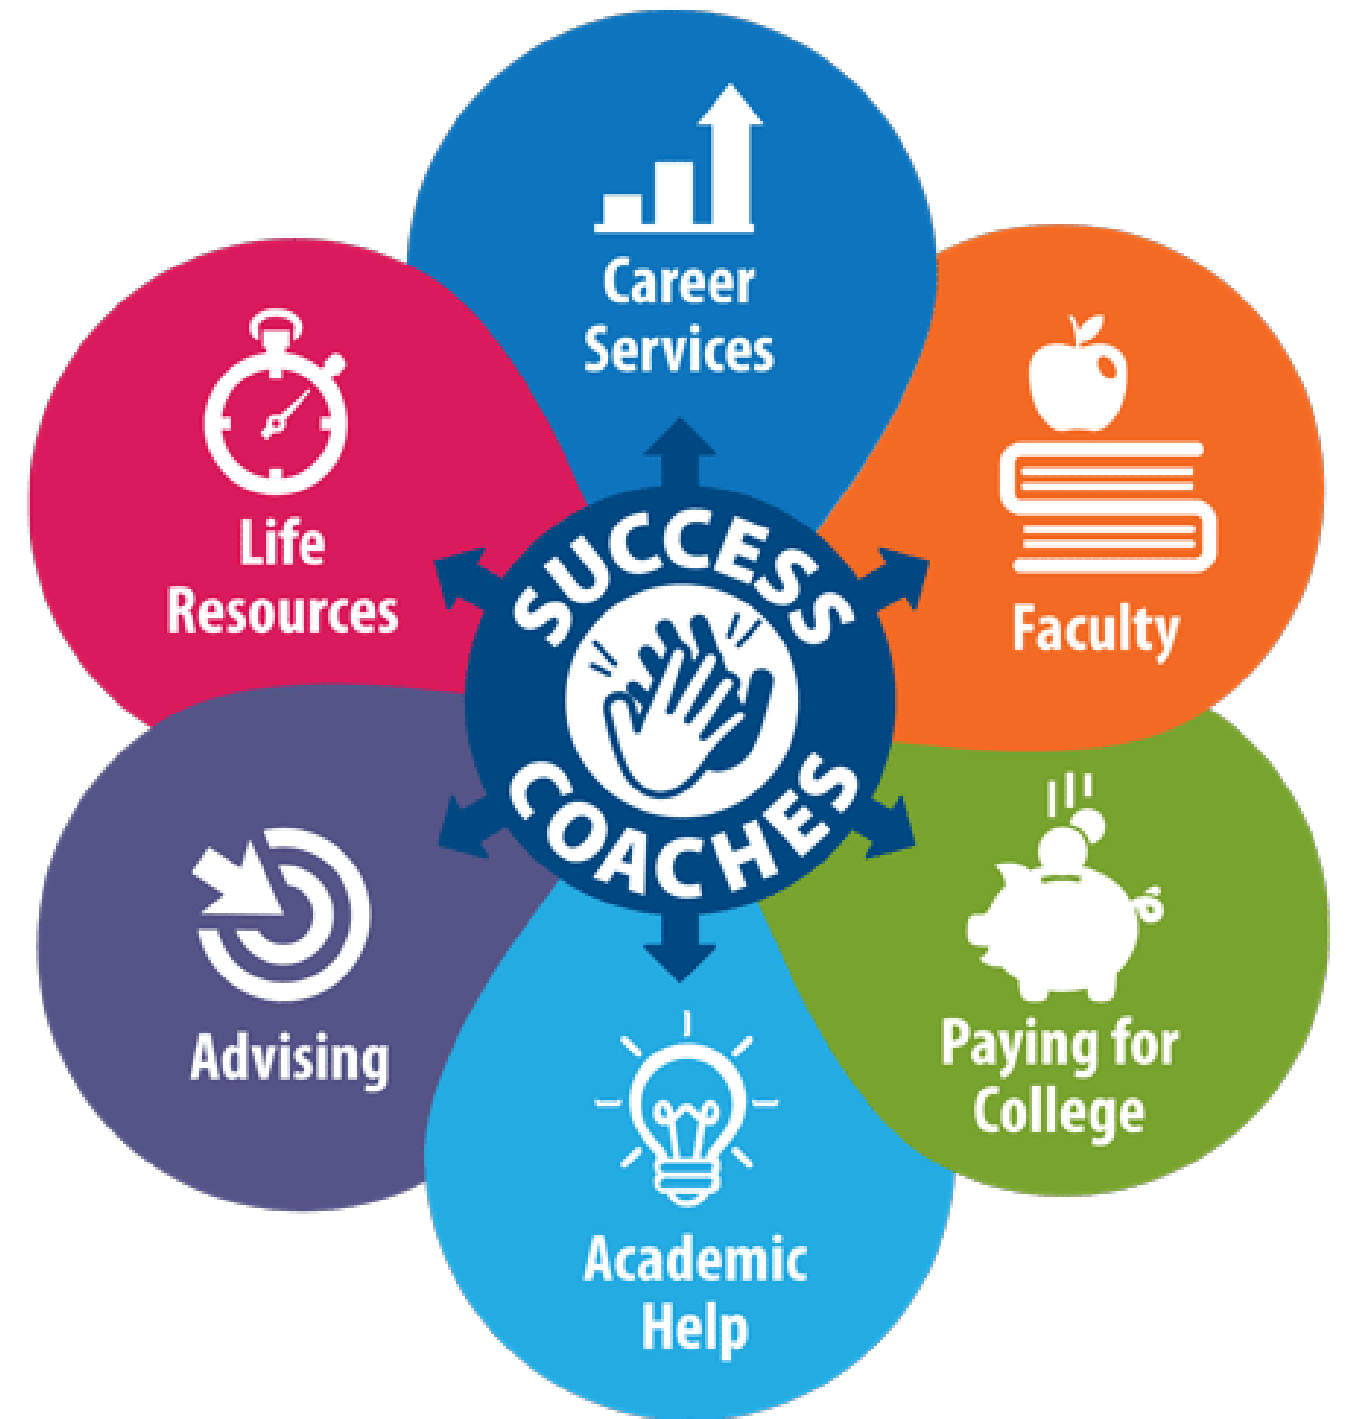 Career
Services
Faculty
Life
Resources
SUCCESS
COACHES
Paying for
College
Advising
Academic
Help